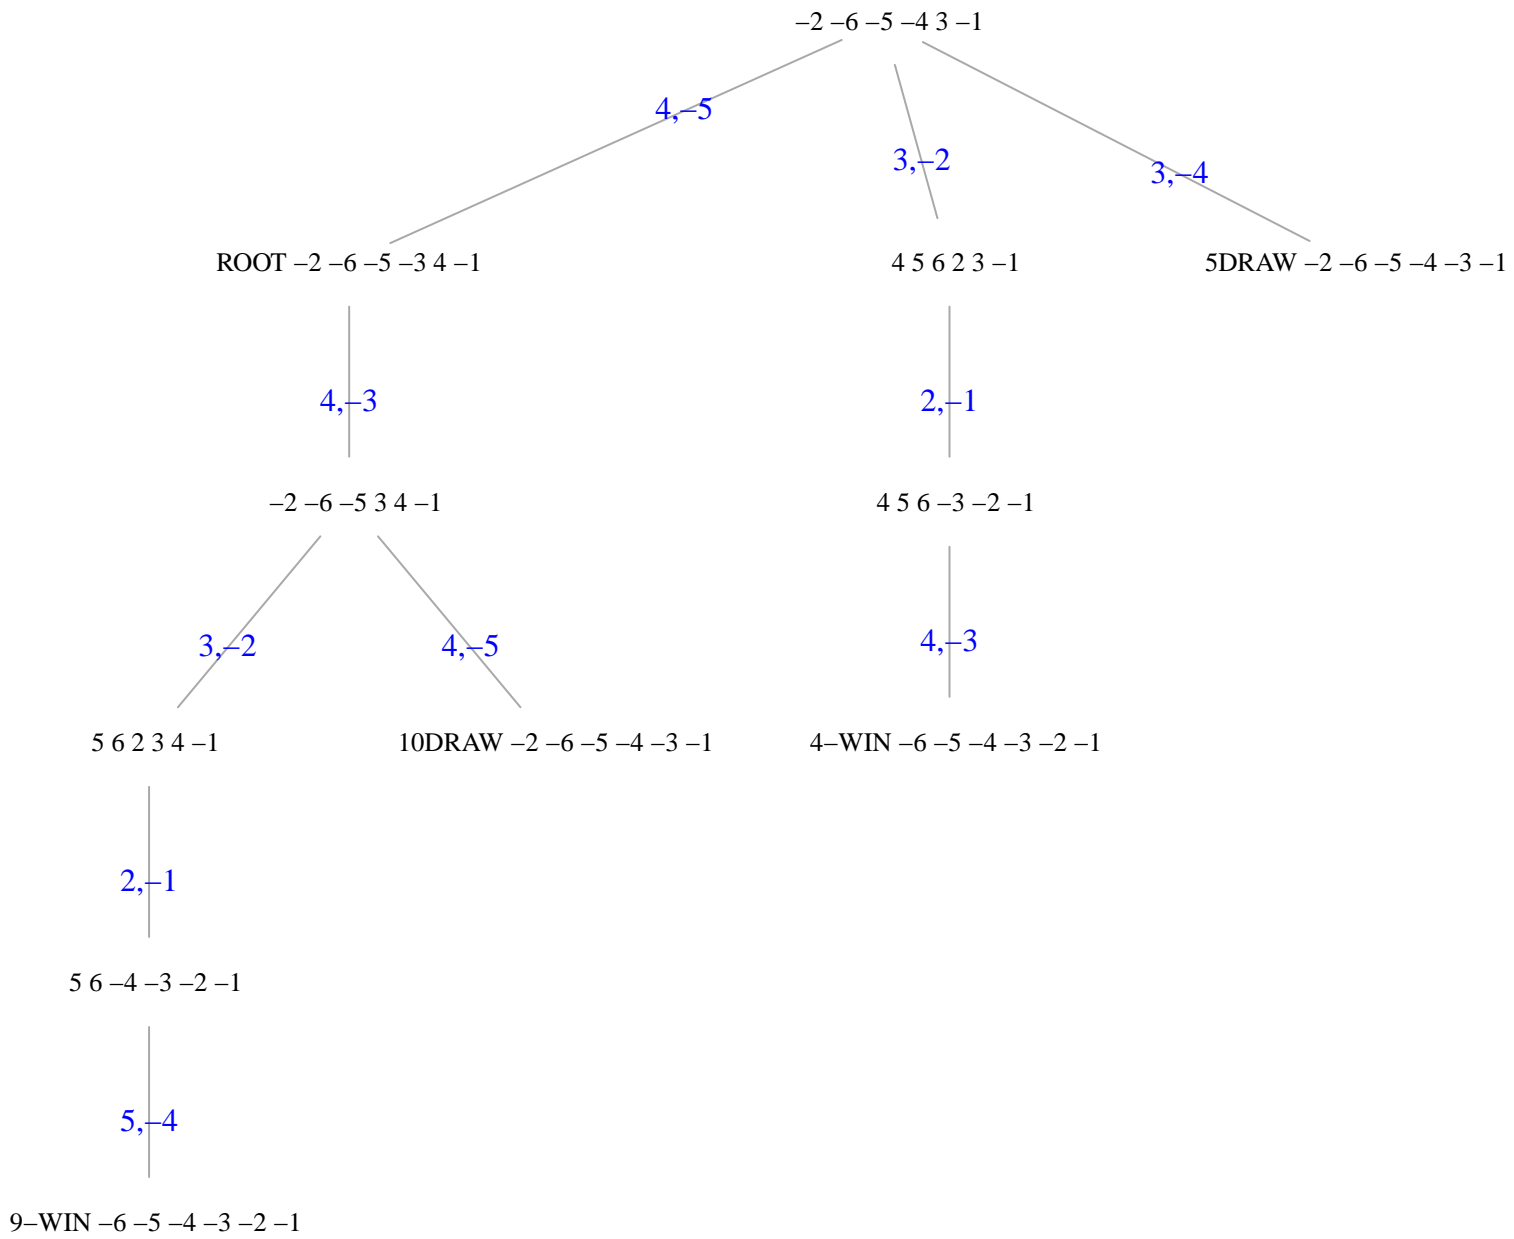 –2 –6 –5 –4 3 –1
4,–5
3,–2
3,–4
ROOT –2 –6 –5 –3 4 –1
4 5 6 2 3 –1
5DRAW –2 –6 –5 –4 –3 –1
4,–3
2,–1
–2 –6 –5 3 4 –1
4 5 6 –3 –2 –1
3,–2
4,–5
4,–3
5 6 2 3 4 –1
10DRAW –2 –6 –5 –4 –3 –1
4–WIN –6 –5 –4 –3 –2 –1
2,–1
5 6 –4 –3 –2 –1
5,–4
9–WIN –6 –5 –4 –3 –2 –1